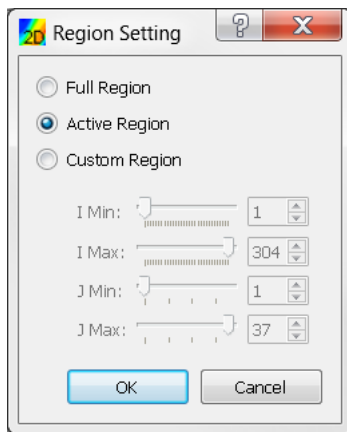 2D Region Setting
Full Region
Active Region
Custom Region
I Min: 1
I Max: 304
J Min: 1
J Max: 37
OK Cancel